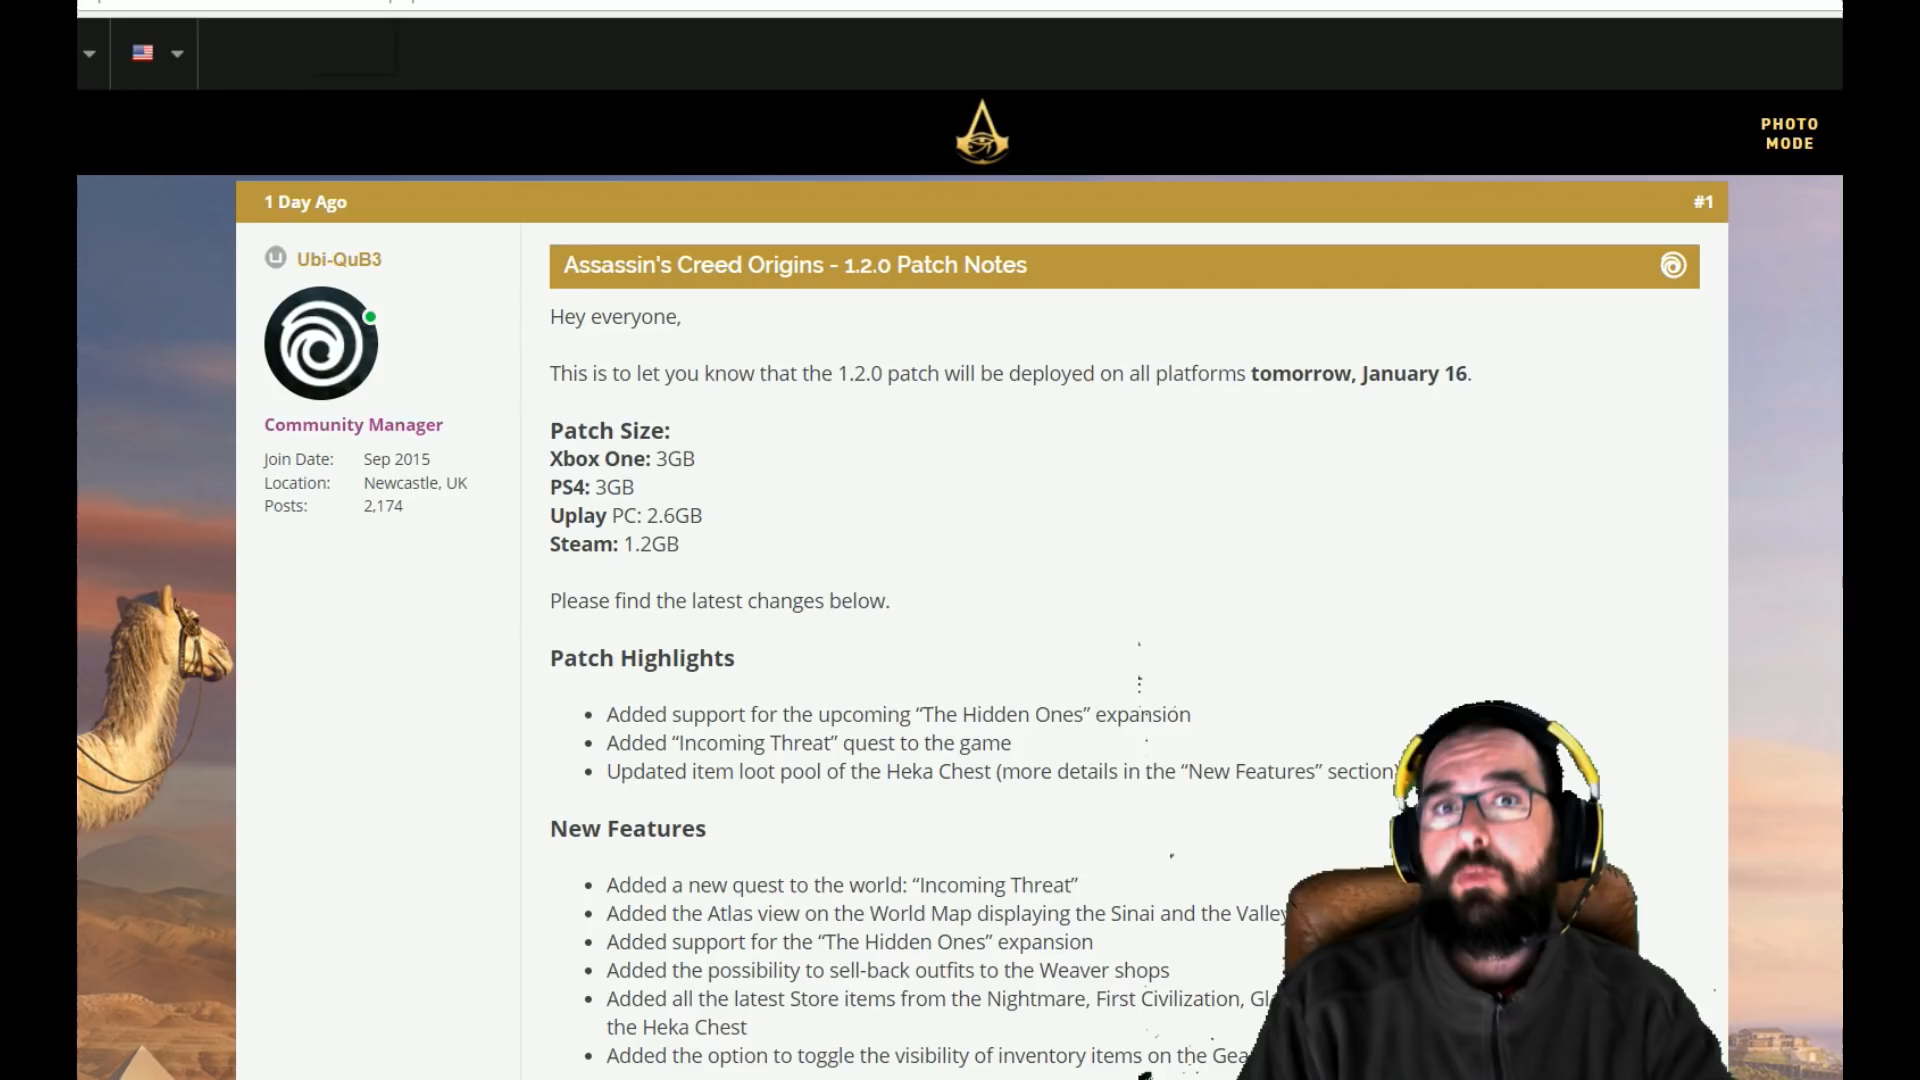 PHOTO
MODE
1 Day Ago
#1
Ubi-QuB3
Assassin's Creed Origins - 1.2.0 Patch Notes
Hey everyone,
This is to let you know that the 1.2.0 patch will be deployed on all platforms tomorrow, January 16.
Community Manager
Join Date: Sep 2015
Location: Newcastle, UK
Posts: 2,174
Patch Size:
Xbox One: 3GB
PS4: 3GB
Uplay PC: 2.6GB
Steam: 1.2GB
Please find the latest changes below.
Patch Highlights
• Added support for the upcoming “The Hidden Ones” expansion
• Added “Incoming Threat” quest to the game
• Updated item loot pool of the Heka Chest (more details in the “New Features” section)
New Features
• Added a new quest to the world: “Incoming Threat”
• Added the Atlas view on the World Map displaying the Sinai and the Valley
• Added support for the “The Hidden Ones” expansion
• Added the possibility to sell-back outfits to the Weaver shops
• Added all the latest Store items from the Nightmare, First Civilization,
the Heka Chest
• Added the option to toggle the visibility of inventory items on the